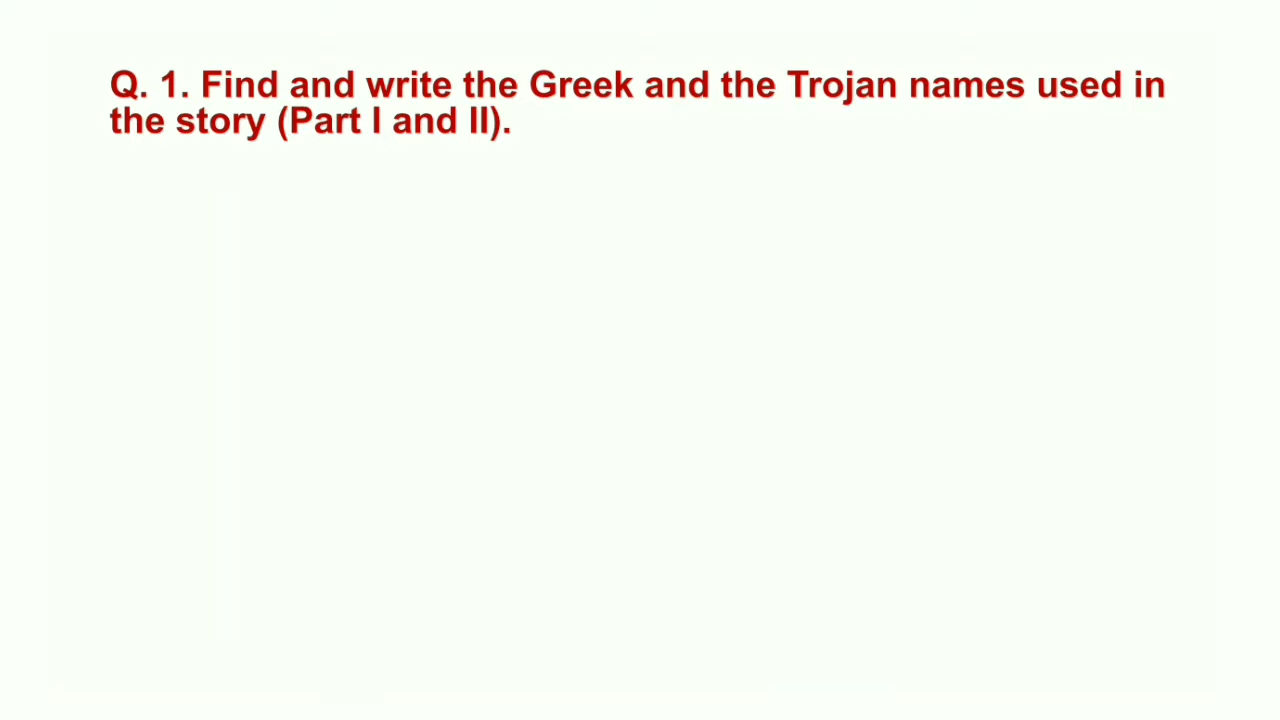 Q. 1. Find and write the Greek and the Trojan names used in
the story (Part I and II).